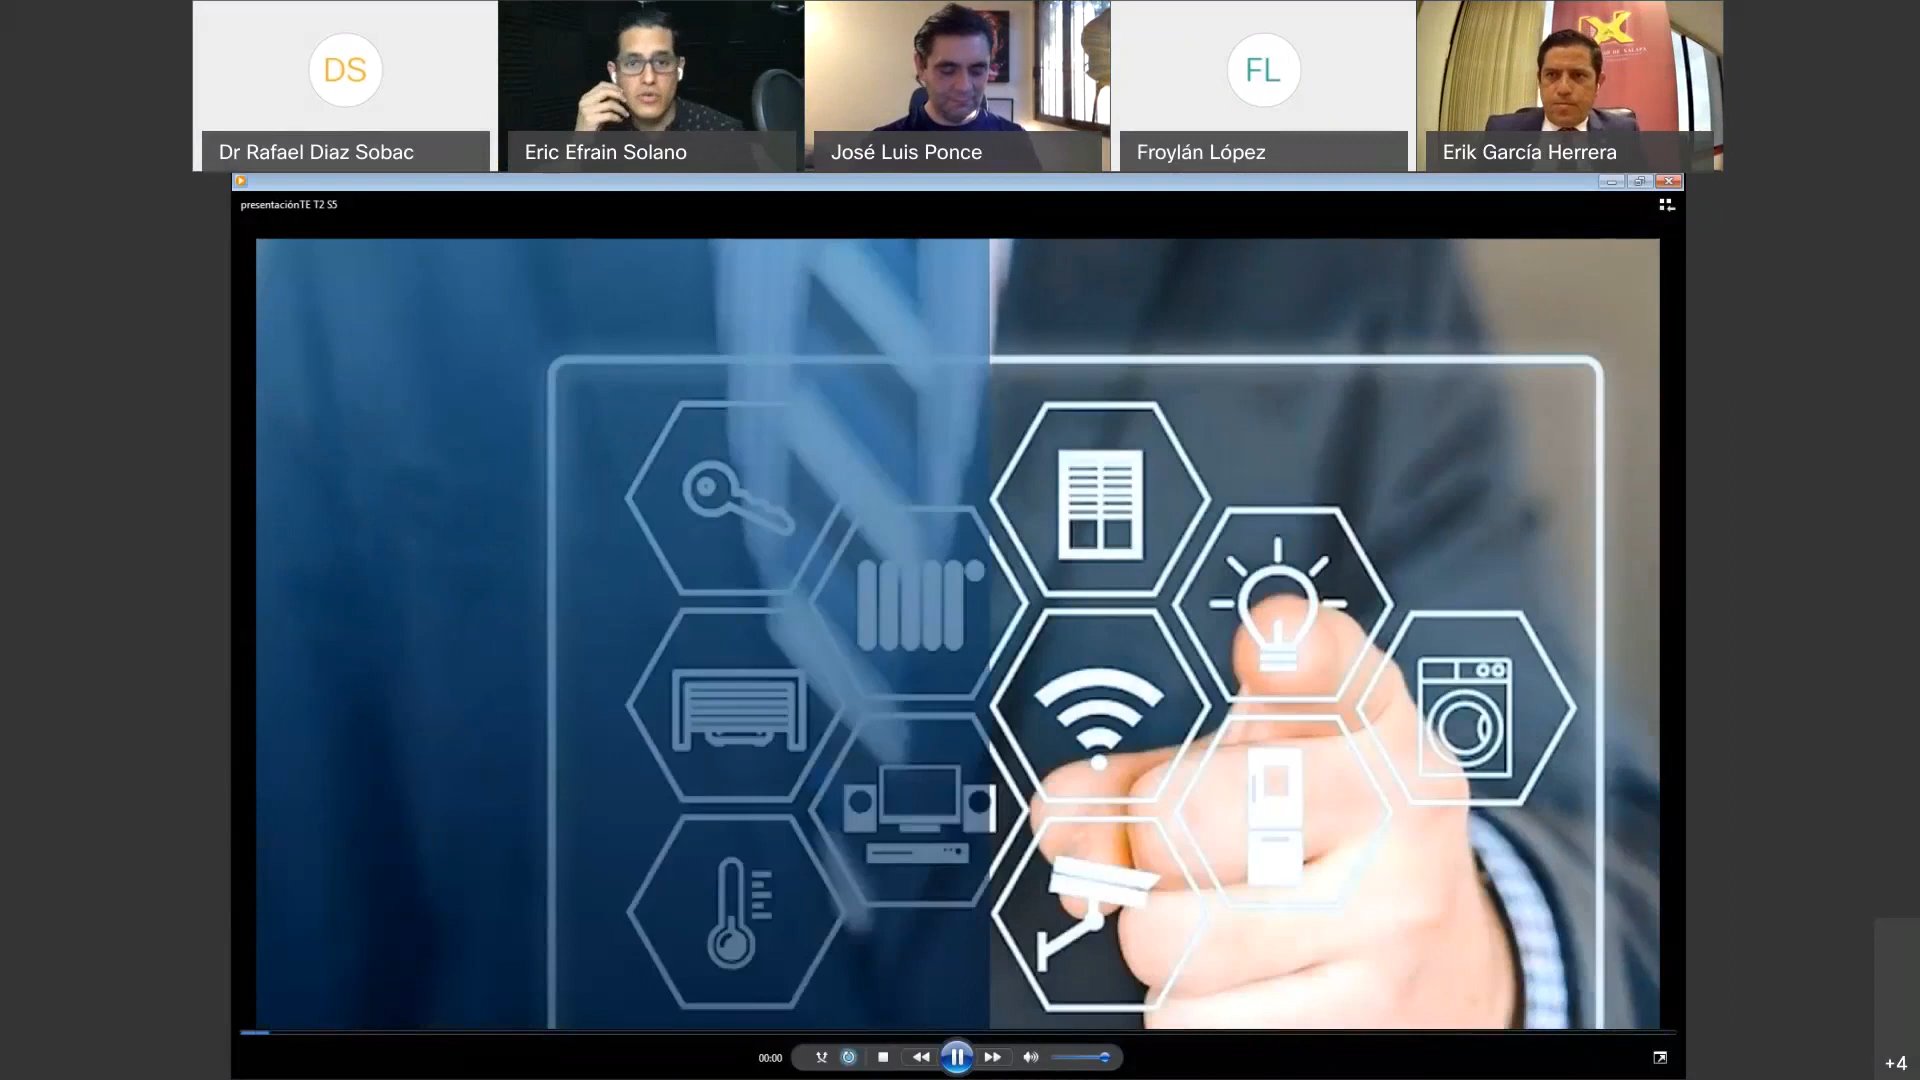 DS
FL
X
Dr Rafael Diaz Sobac
Eric Efrain Solano
José Luis Ponce
Froylán López
Erik García Herrera
presentaciónTE T2 S5
00:00
+4